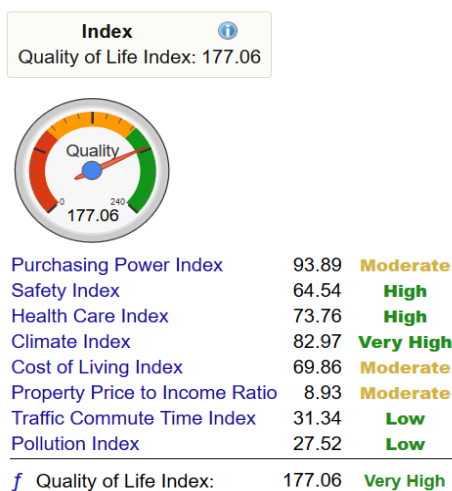 Index
Quality of Life Index: 177.06
Quality
0 240
177.06
Purchasing Power Index 93.89 Moderate
Safety Index 64.54 High
Health Care Index 73.76 High
Climate Index 82.97 Very High
Cost of Living Index 69.86 Moderate
Property Price to Income Ratio 8.93 Moderate
Traffic Commute Time Index 31.34 Low
Pollution Index 27.52 Low
ƒ Quality of Life Index: 177.06 Very High